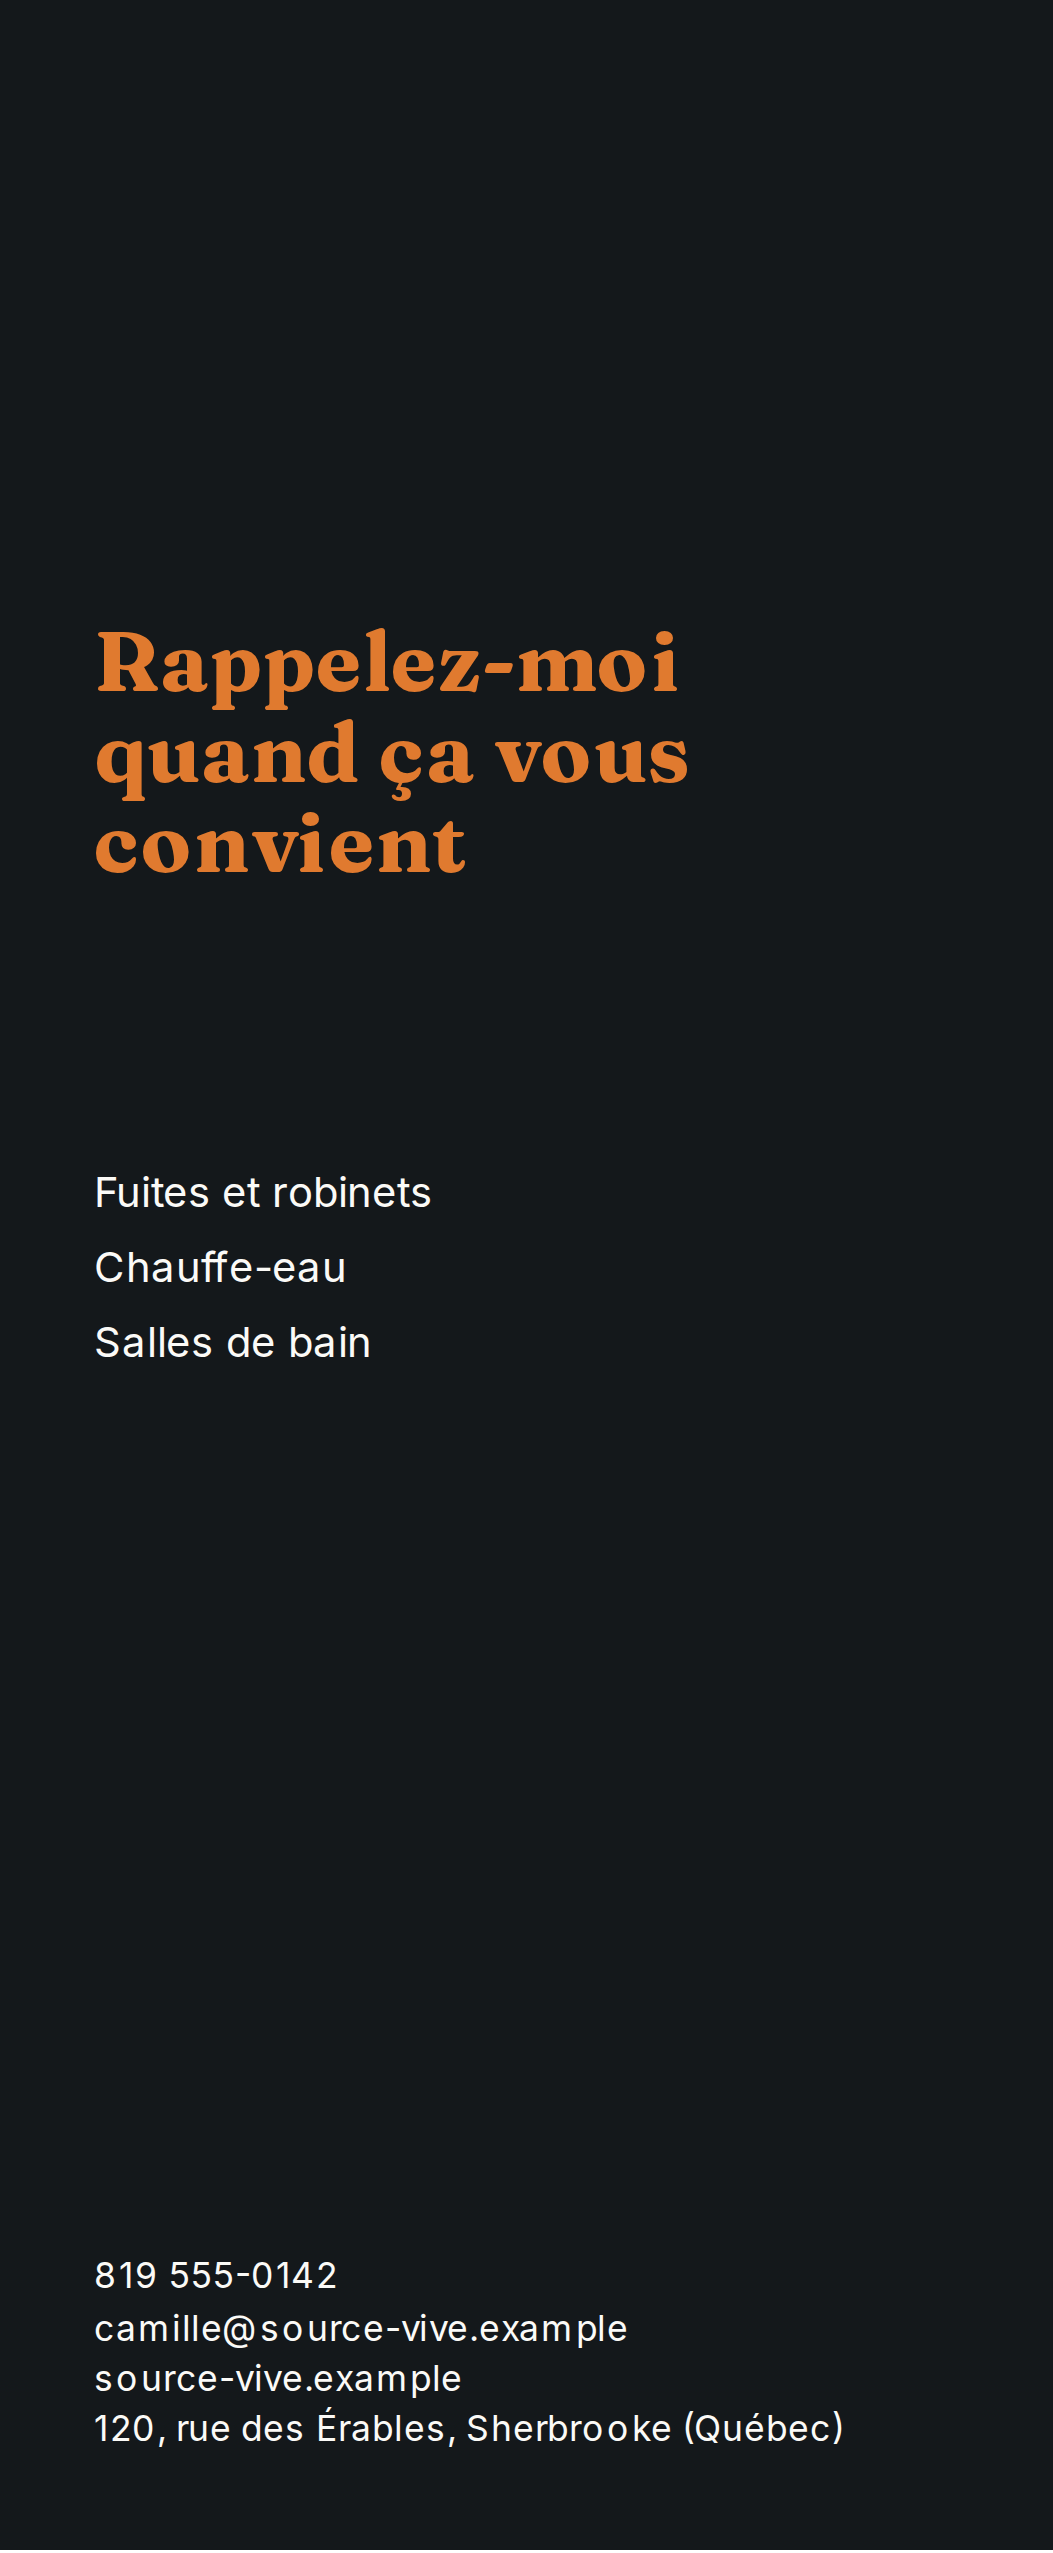 Rappelez-moi
quand ça vous
convient
Fuites et robinets
Chauffe-eau
Salles de bain
819 555-0142
camille@source-vive.example
source-vive.example
120, rue des Érables, Sherbrooke (Québec)